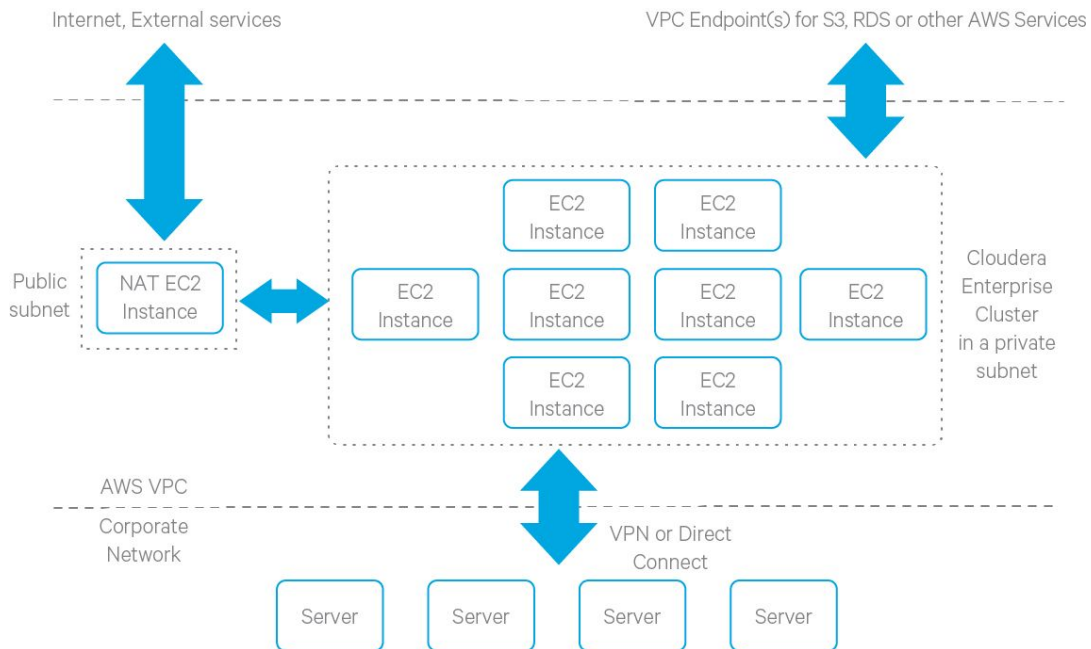 Internet, External services
VPC Endpoint(s) for S3, RDS or other AWS Services
EC2
Instance
EC2
Instance
Public
subnet
NAT EC2
Instance
EC2
Instance
EC2
Instance
EC2
Instance
EC2
Instance
Cloudera
Enterprise
Cluster
in a private
subnet
EC2
Instance
EC2
Instance
AWS VPC
Corporate
Network
VPN or Direct
Connect
Server
Server
Server
Server